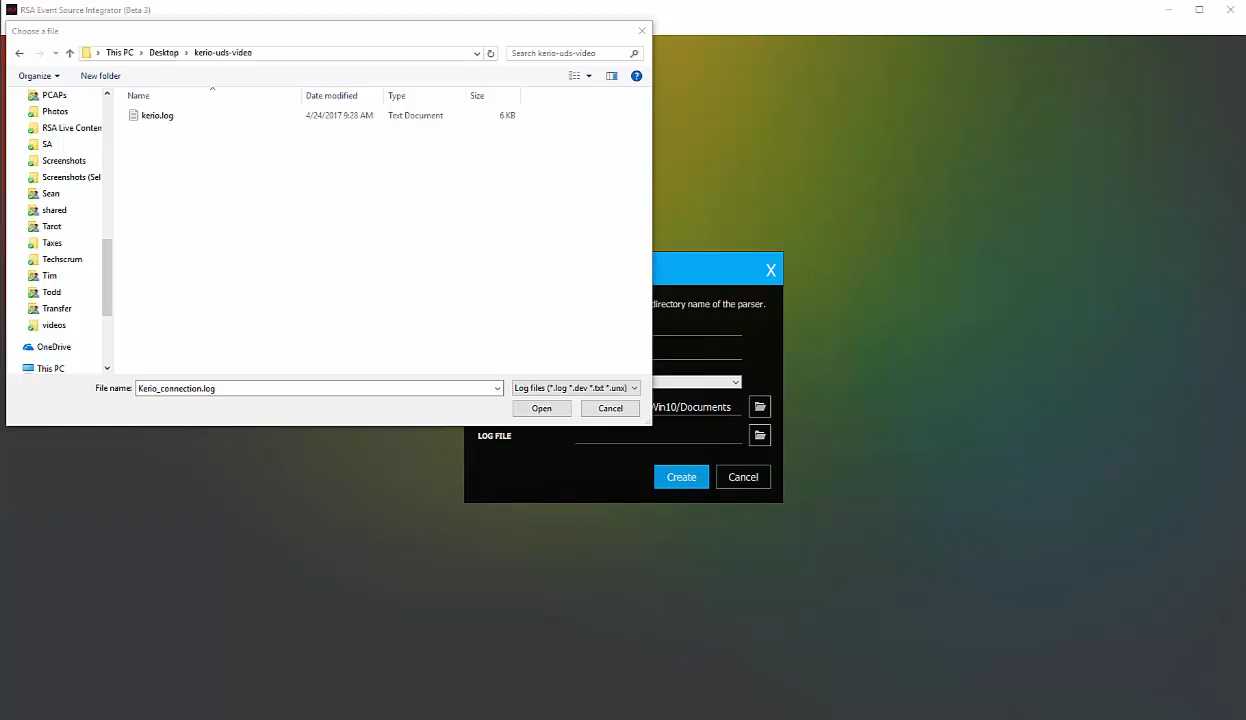 RSA Event Source Integrator (Beta 3)
Choose a file
This PC > Desktop > kerio-uds-video
Search kerio-uds-video
Organize
New folder
Name
Date modified
Type
Size
kerio.log
4/24/2017 9:28 AM
Text Document
6 KB
PCAPs
Photos
RSA Live Conten
SA
Screenshots
Screenshots (Sel
Sean
shared
Tarot
Taxes
Techscrum
Tim
Todd
Transfer
videos
OneDrive
This PC
File name:
Kerio_connection.log
Log files (*.log *.dev *.txt *.unx)
Open
Cancel
X
directory name of the parser.
Win10/Documents
LOG FILE
Create
Cancel